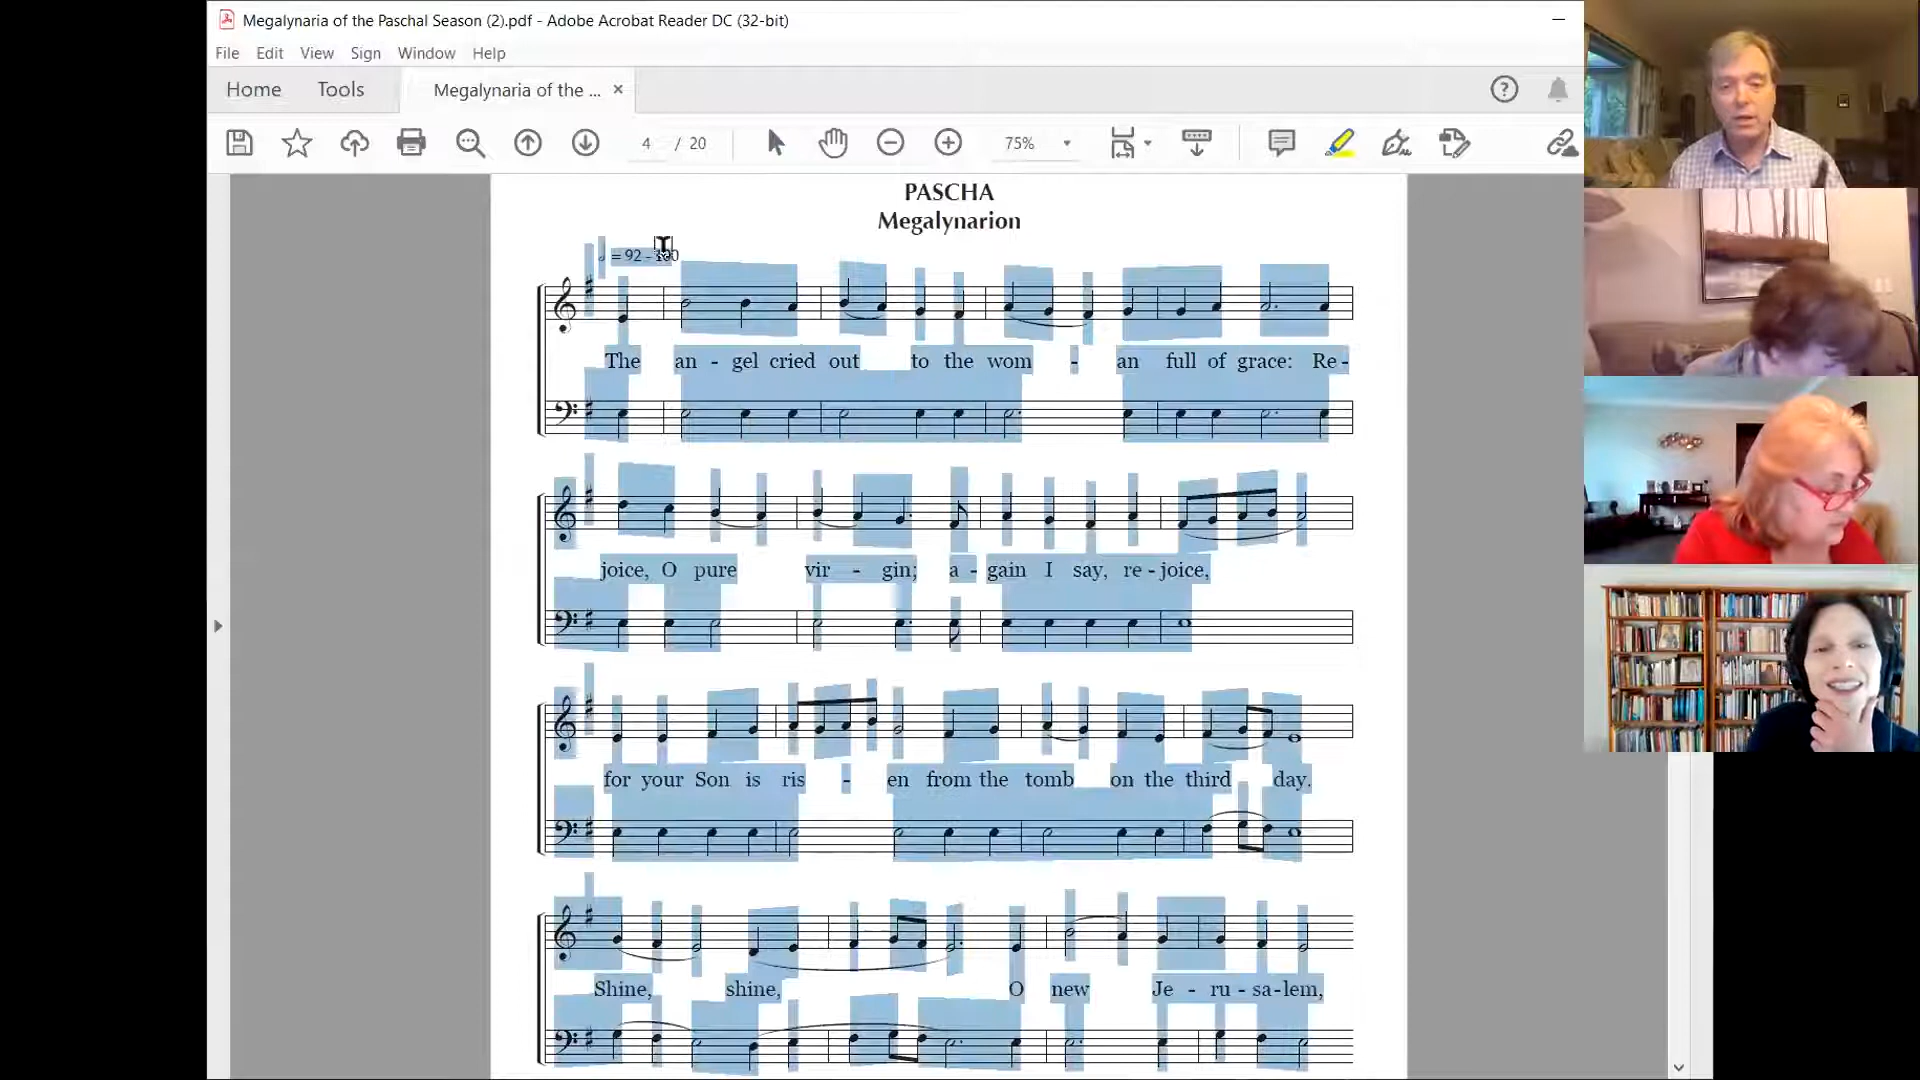 Megalynaria of the Paschal Season (2).pdf - Adobe Acrobat Reader DC (32-bit)
File Edit View Sign Window Help
Home Tools Megalynaria of the ... ×
4 / 20 75%
PASCHA
Megalynarion
= 92 -
The an - gel cried out to the wom - an full of grace: Re -
joice, O pure vir - gin; a - gain I say, re - joice,
for your Son is ris - en from the tomb on the third day.
Shine, shine, O new Je - ru - sa - lem,